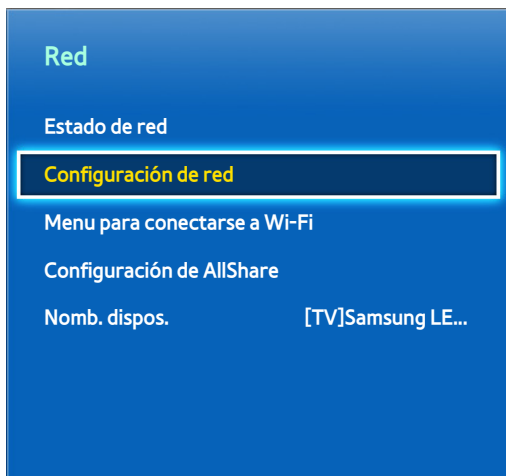 Red
Estado de red
Configuración de red
Menu para conectarse a Wi-Fi
Configuración de AllShare
Nomb. dispos. [TV]Samsung LE...